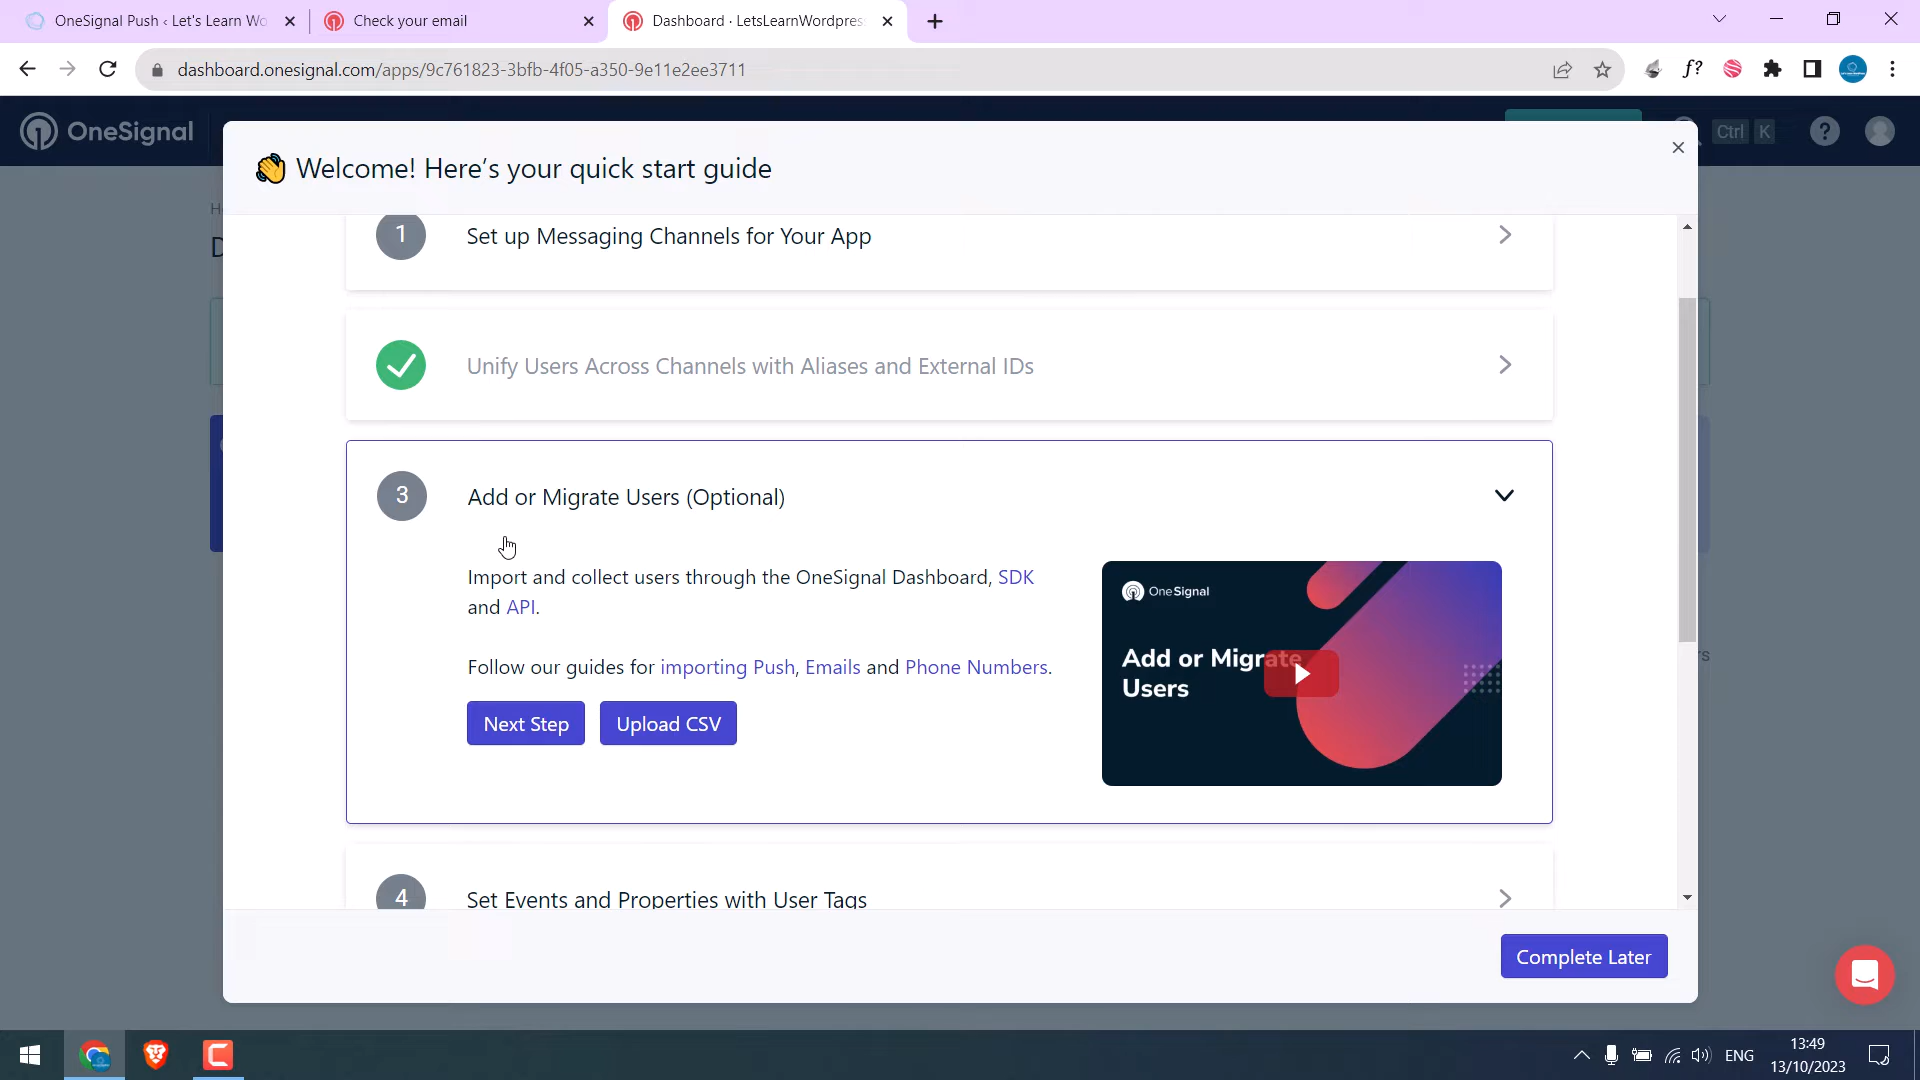 OneSignal Push ‹ Let's Learn Wo
Check your email
Dashboard · LetsLearnWordpress
dashboard.onesignal.com/apps/9c761823-3bfb-4f05-a350-9e11e2ee3711
f?
OneSignal
Ctrl K
?
👋 Welcome! Here's your quick start guide
1
Set up Messaging Channels for Your App
Unify Users Across Channels with Aliases and External IDs
3
Add or Migrate Users (Optional)
Import and collect users through the OneSignal Dashboard, SDK
and API.
Follow our guides for importing Push, Emails and Phone Numbers.
Next Step
Upload CSV
OneSignal
Add or Migrate
Users
4
Set Events and Properties with User Tags
Complete Later
ENG
13:49
13/10/2023